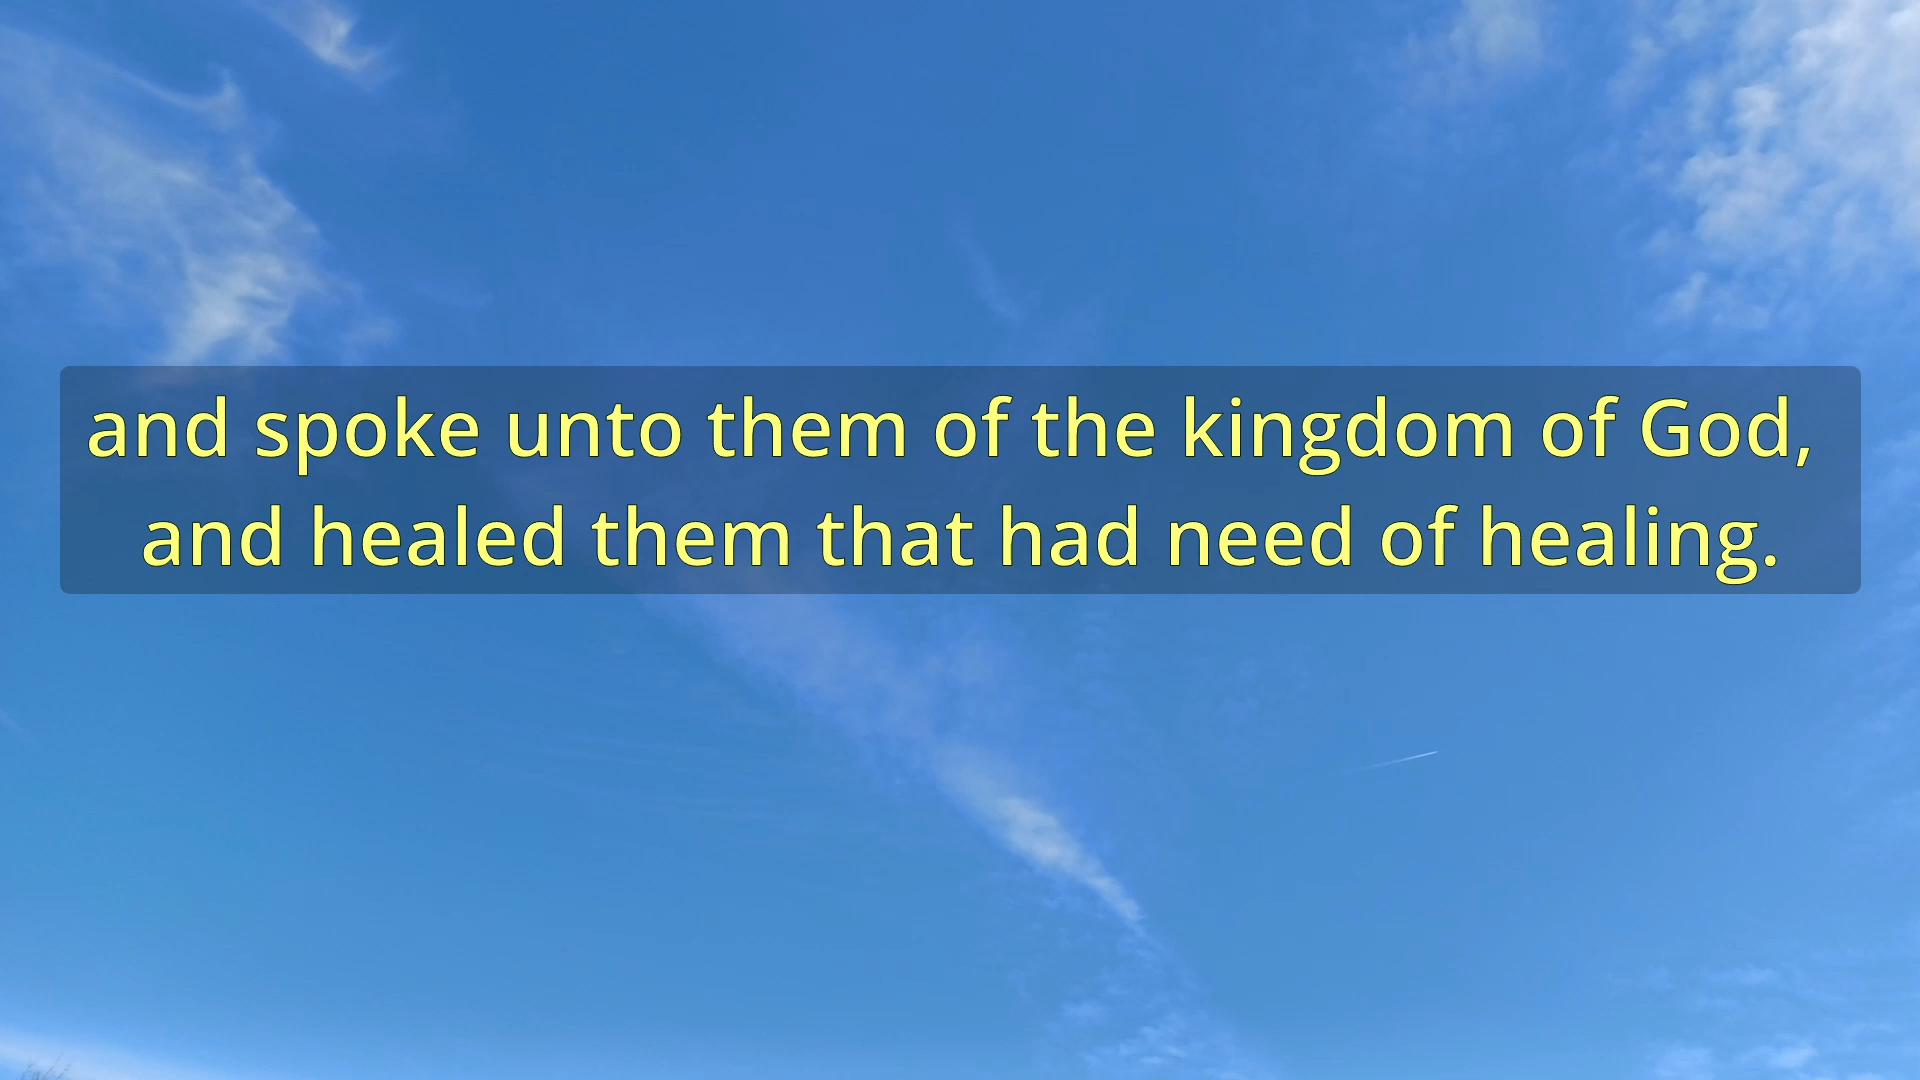 and spoke unto them of the kingdom of God,
and healed them that had need of healing.